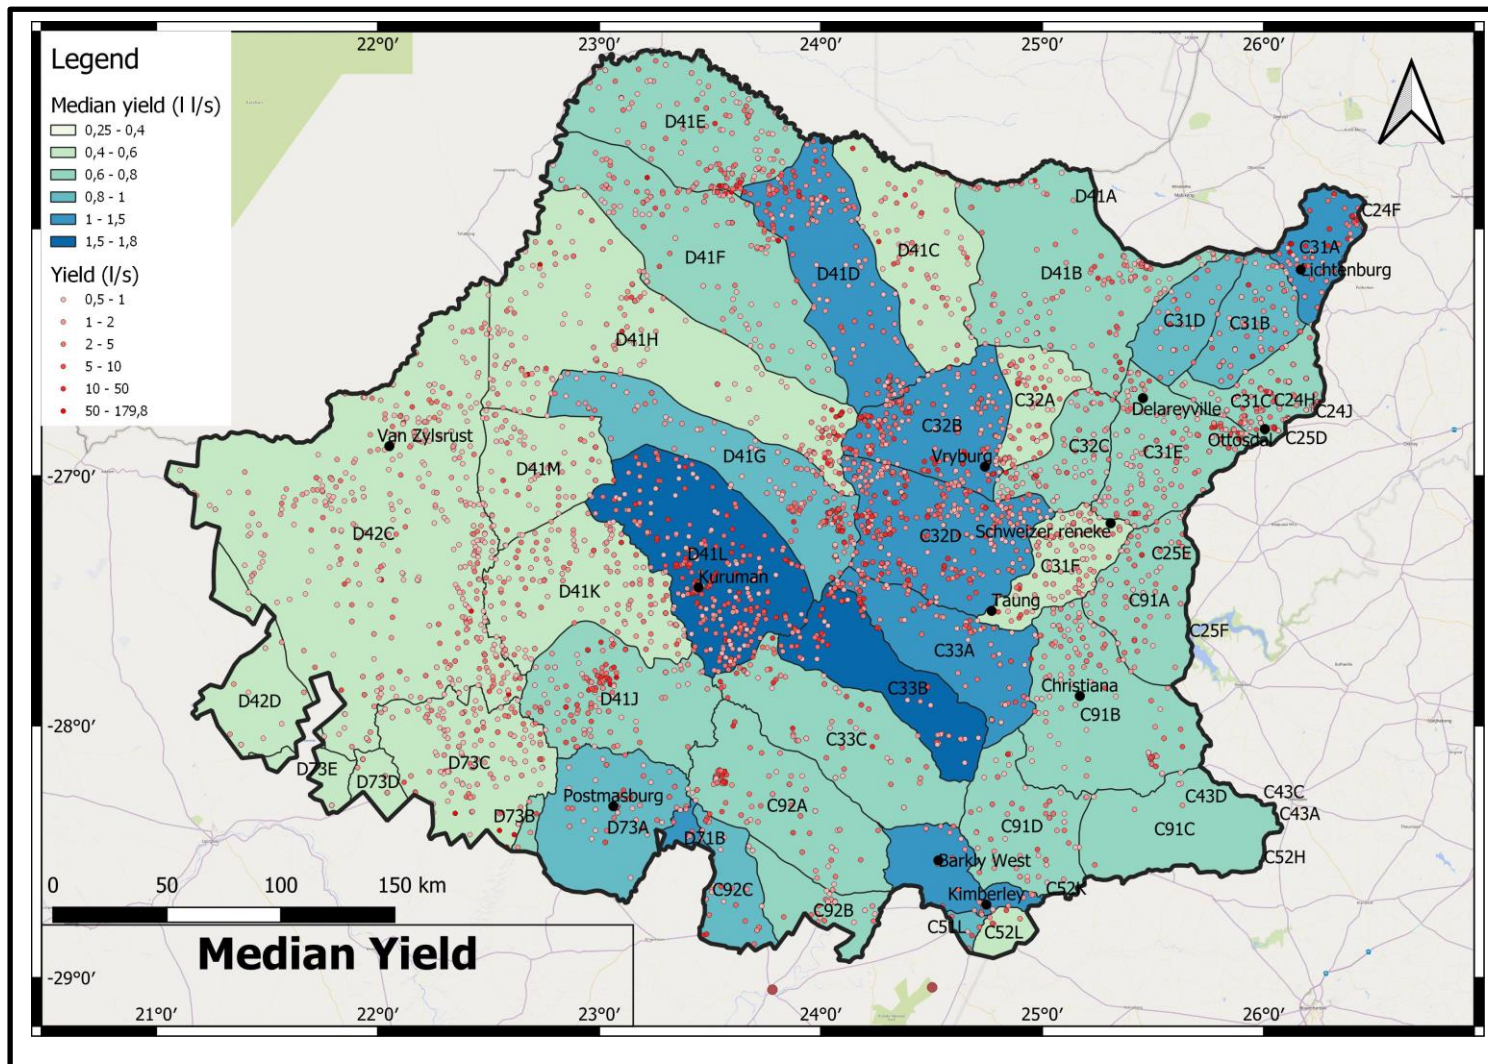 22°0'
23°0'
24°0'
25°0'
26°0'
Legend
Median yield (l l/s)
0,25 - 0,4
0,4 - 0,6
0,6 - 0,8
0,8 - 1
1 - 1,5
1,5 - 1,8
Yield (l/s)
0,5 - 1
1 - 2
2 - 5
5 - 10
10 - 50
50 - 179,8
D41E
D41A
C24F
C31A
D41C
D41F
D41D
D41B
Lichtenburg
C31D
C31B
D41H
C32A
Delareyville
C31C
C24H
C24J
C32B
Van Zylsrust
Ottosdal
C25D
C32C
C31E
D41G
Vryburg
D41M
-27°0'
D42C
C32D
Schweizer reneke
D41L
C25E
C31F
Kuruman
D41K
Taung
C91A
C25F
C33A
Christiana
C33B
D42D
D41J
C91B
-28°0'
C33C
D73E
D73D
D73C
Postmasburg
C92A
C43D
C43C
C43A
D73B
D73A
D71B
C91D
C91C
Barkly West
C52H
0
50
100
150 km
C92C
Kimberley
C52K
C92B
C51L
C52L
Median Yield
-29°0'
21°0'
22°0'
23°0'
24°0'
25°0'
26°0'